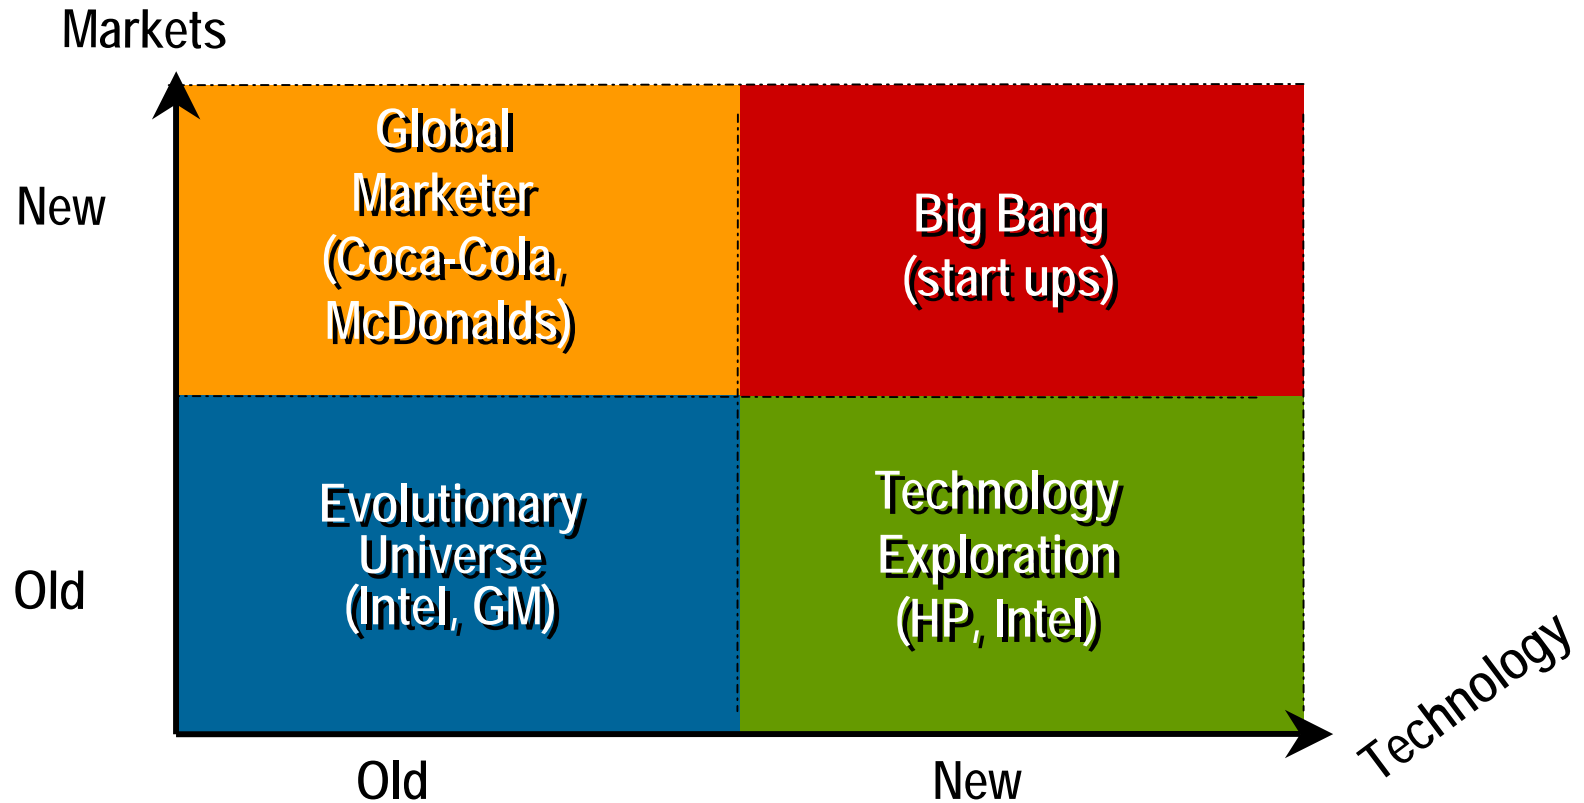 Markets
New
Global
Marketer
(Coca-Cola,
McDonalds)
Big Bang
(start ups)
Old
Evolutionary
Universe
(Intel, GM)
Technology
Exploration
(HP, Intel)
Technology
Old
New